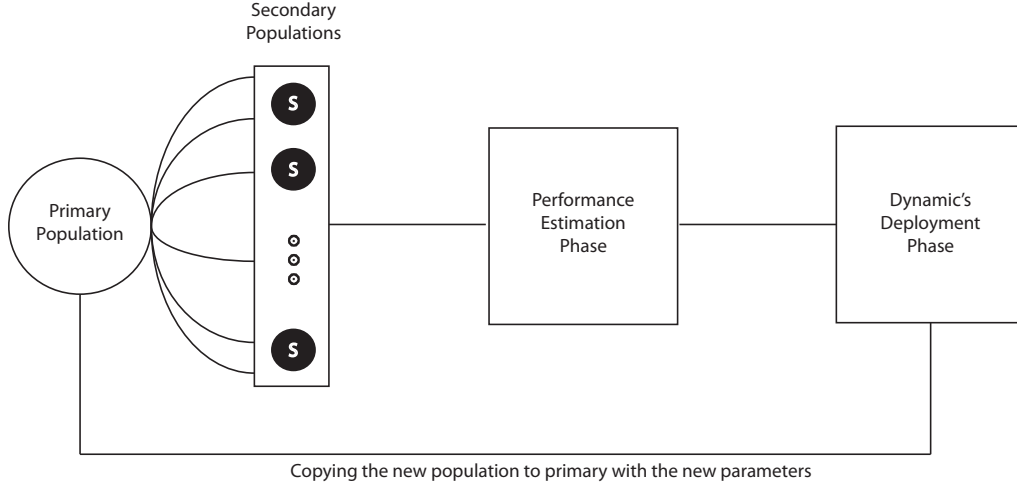 Secondary
Populations
S
S
S
Primary
Population
Performance
Estimation
Phase
Dynamic's
Deployment
Phase
Copying the new population to primary with the new parameters